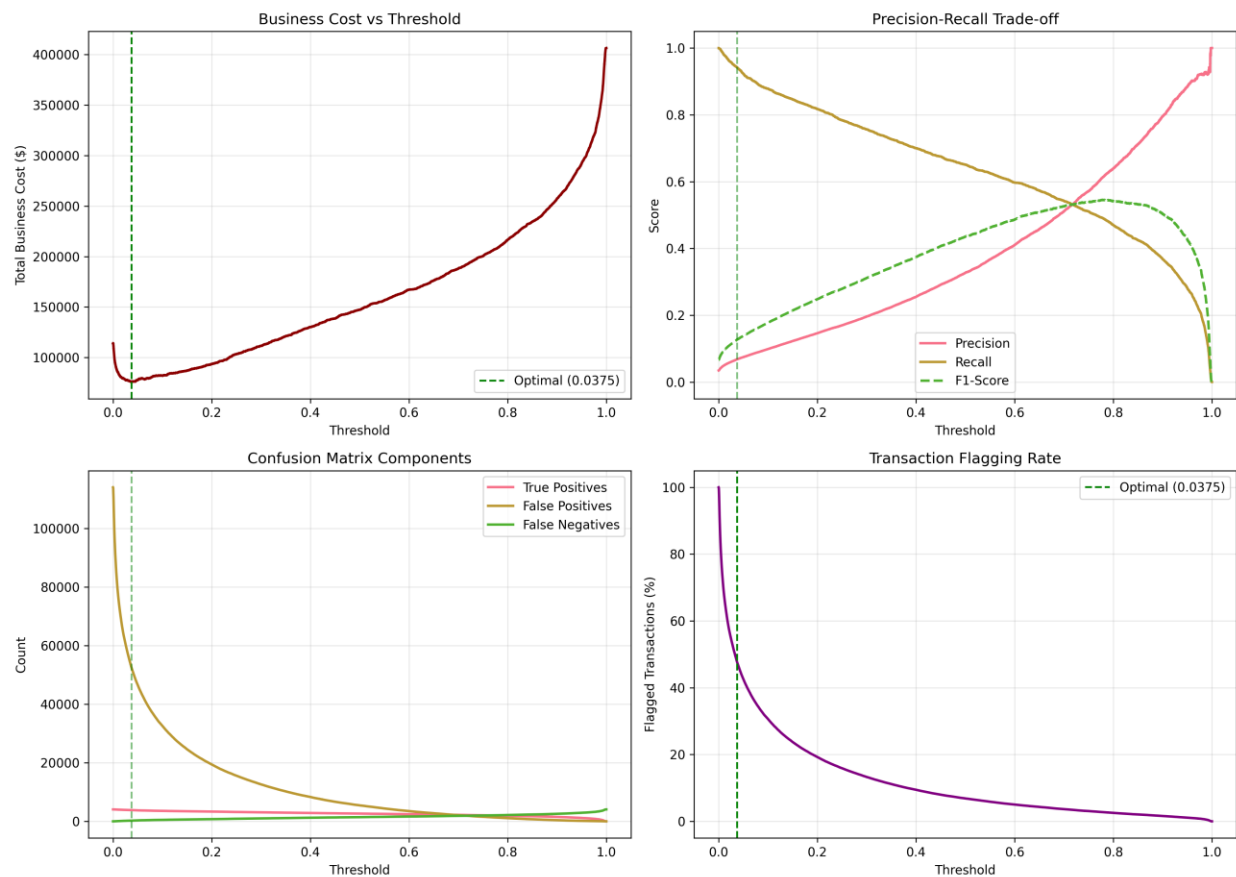 Business Cost vs Threshold
Total Business Cost ($)
400000
350000
300000
250000
200000
150000
100000
Optimal (0.0375)
0.0 0.2 0.4 0.6 0.8 1.0
Threshold
Precision-Recall Trade-off
Score
1.0
0.8
0.6
0.4
0.2
0.0
Precision
Recall
F1-Score
0.0 0.2 0.4 0.6 0.8 1.0
Threshold
Confusion Matrix Components
Count
100000
80000
60000
40000
20000
0
True Positives
False Positives
False Negatives
0.0 0.2 0.4 0.6 0.8 1.0
Threshold
Transaction Flagging Rate
Flagged Transactions (%)
100
80
60
40
20
0
Optimal (0.0375)
0.0 0.2 0.4 0.6 0.8 1.0
Threshold